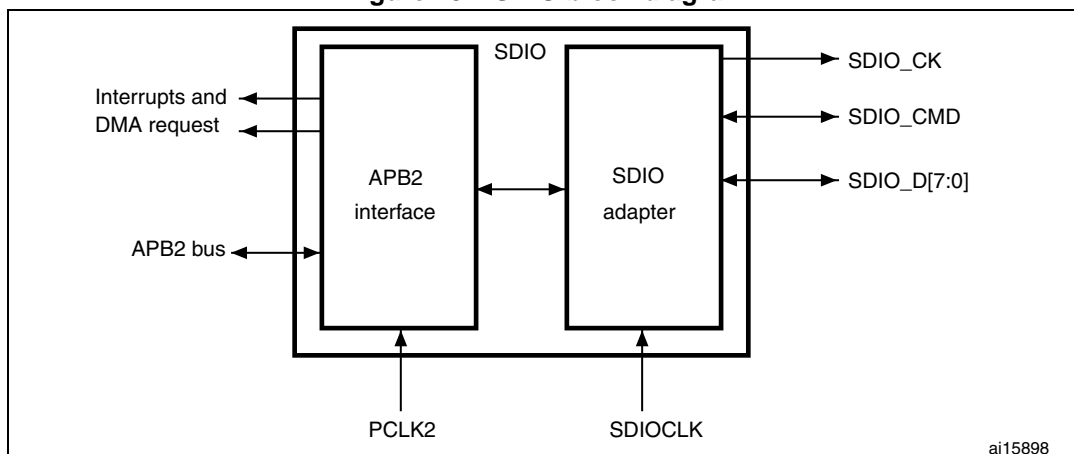 SDIO
Interrupts and
DMA request
APB2
interface
SDIO
adapter
APB2 bus
SDIO_CK
SDIO_CMD
SDIO_D[7:0]
PCLK2
SDIOCLK
ai15898